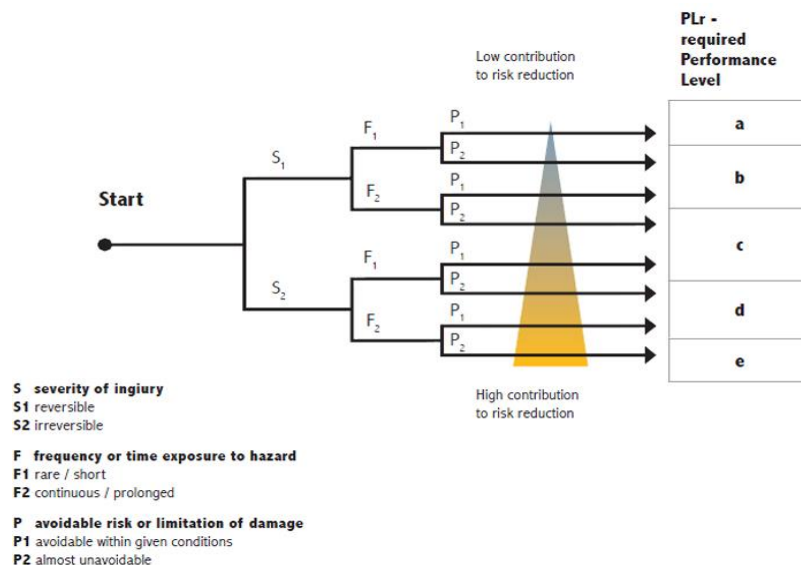 PLr -
required
Performance
Level
Low contribution
to risk reduction
a
b
c
d
e
Start
S1
S2
F1
F2
F1
F2
P1
P2
P1
P2
P1
P2
P1
P2
High contribution
to risk reduction
S severity of ingiury
S1 reversible
S2 irreversible
F frequency or time exposure to hazard
F1 rare / short
F2 continuous / prolonged
P avoidable risk or limitation of damage
P1 avoidable within given conditions
P2 almost unavoidable